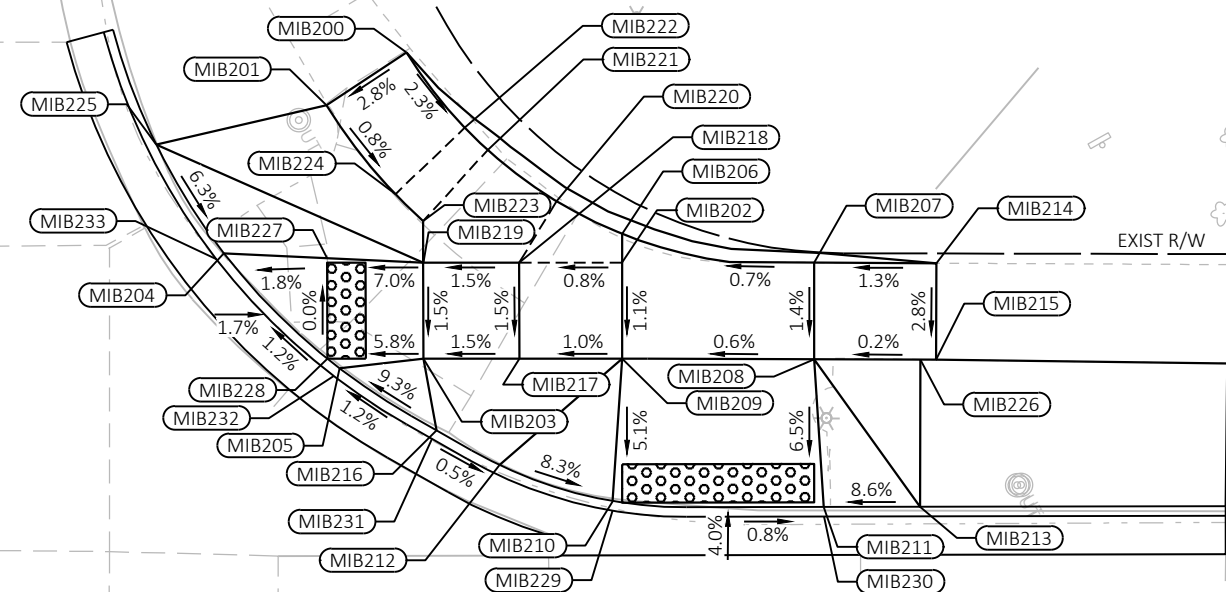 MIB200
MIB222
MIB201
MIB221
MIB225
2.8%
2.3%
MIB220
0.8%
MIB218
MIB224
MIB206
6.3%
MIB223
MIB202
MIB207
MIB214
MIB233
MIB227
MIB219
EXIST R/W
1.8%
7.0%
1.5%
0.8%
0.7%
1.3%
MIB204
0.0%
1.5%
1.5%
1.1%
1.4%
2.8%
MIB215
1.7%
1.2%
5.8%
1.5%
1.0%
0.6%
0.2%
MIB228
9.3%
MIB217
MIB208
MIB232
1.2%
MIB203
MIB209
MIB226
MIB205
5.1%
6.5%
MIB216
0.5%
8.3%
8.6%
UT
UT
MIB231
4.0%
0.8%
MIB212
MIB210
MIB211
MIB213
MIB229
MIB230